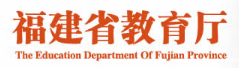 福建省教育厅
The Education Department Of Fujian Province